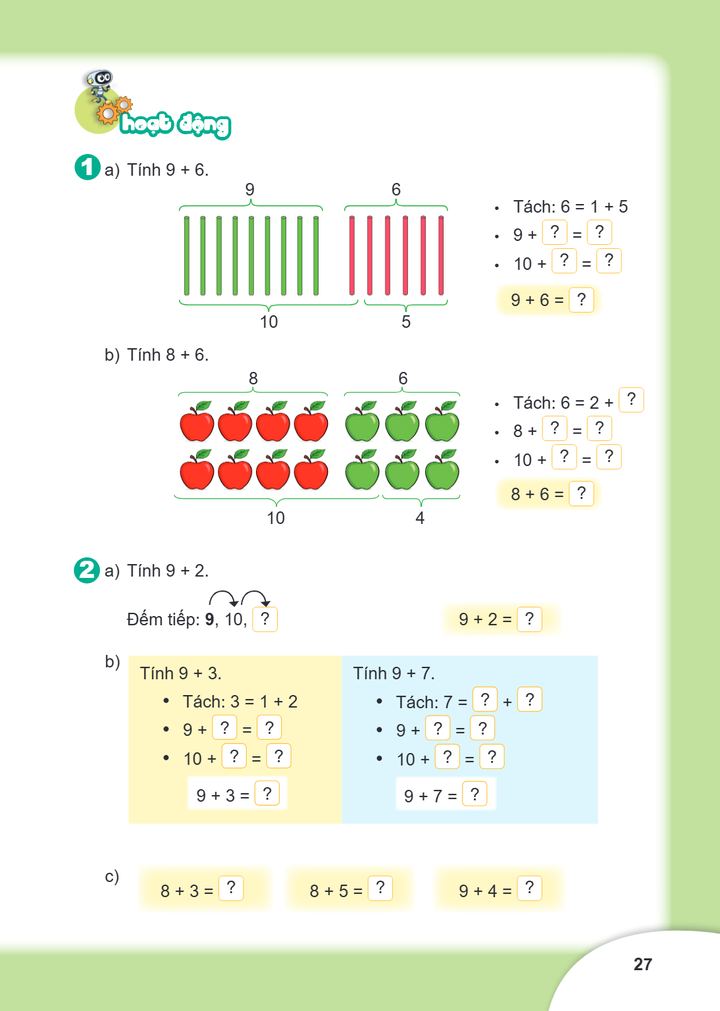 hoạt động
1 a) Tính 9 + 6.
9 6
• Tách: 6 = 1 + 5
• 9 + ? = ?
• 10 + ? = ?
9 + 6 = ?
10 5
b) Tính 8 + 6.
8 6
• Tách: 6 = 2 + ?
• 8 + ? = ?
• 10 + ? = ?
8 + 6 = ?
10 4
2 a) Tính 9 + 2.
Đếm tiếp: 9, 10, ? 9 + 2 = ?
b)
Tính 9 + 3.
• Tách: 3 = 1 + 2
• 9 + ? = ?
• 10 + ? = ?
9 + 3 = ?
Tính 9 + 7.
• Tách: 7 = ? + ?
• 9 + ? = ?
• 10 + ? = ?
9 + 7 = ?
c) 8 + 3 = ? 8 + 5 = ? 9 + 4 = ?
27